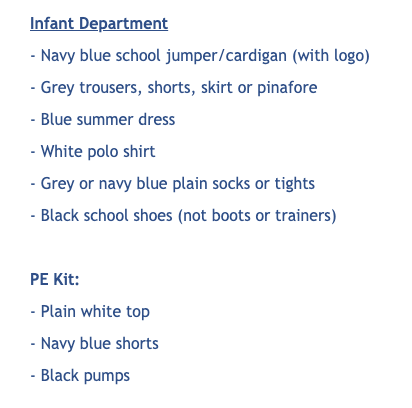 Infant Department
- Navy blue school jumper/cardigan (with logo)
- Grey trousers, shorts, skirt or pinafore
- Blue summer dress
- White polo shirt
- Grey or navy blue plain socks or tights
- Black school shoes (not boots or trainers)
PE Kit:
- Plain white top
- Navy blue shorts
- Black pumps